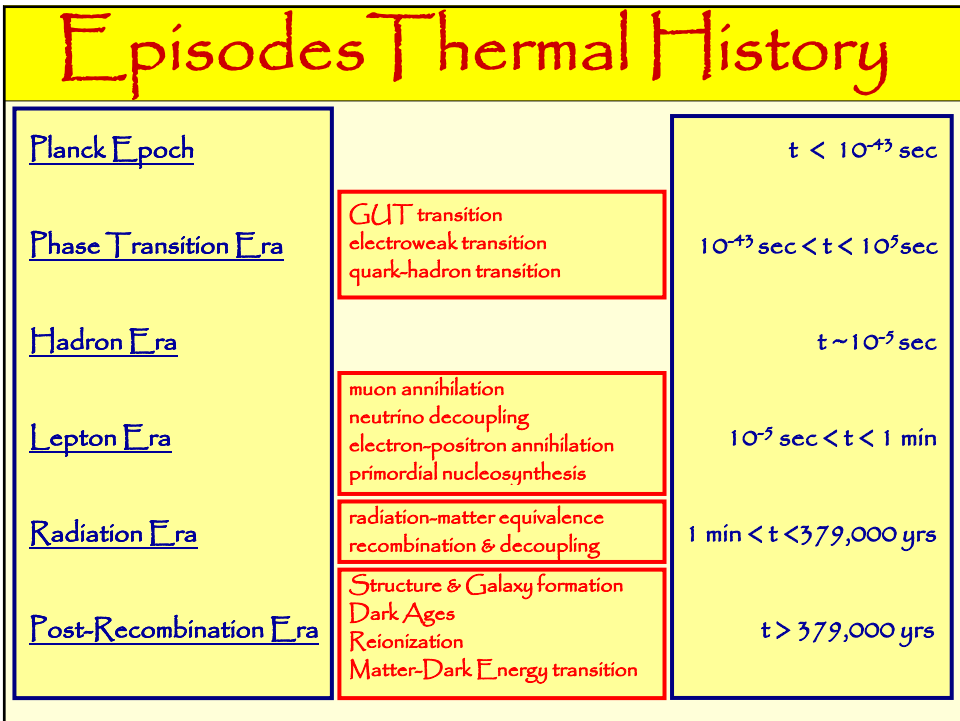 Episodes Thermal History
Planck Epoch
t < 10⁻⁴³ sec
GUT transition
Phase Transition Era
electroweak transition
10⁻⁴³ sec < t < 10⁵sec
quark-hadron transition
Hadron Era
t ~10⁻⁵ sec
muon annihilation
neutrino decoupling
Lepton Era
electron-positron annihilation
10⁻⁵ sec < t < 1 min
primordial nucleosynthesis
radiation-matter equivalence
Radiation Era
recombination & decoupling
1 min < t <379,000 yrs
Structure & Galaxy formation
Dark Ages
Post-Recombination Era
Reionization
t > 379,000 yrs
Matter-Dark Energy transition